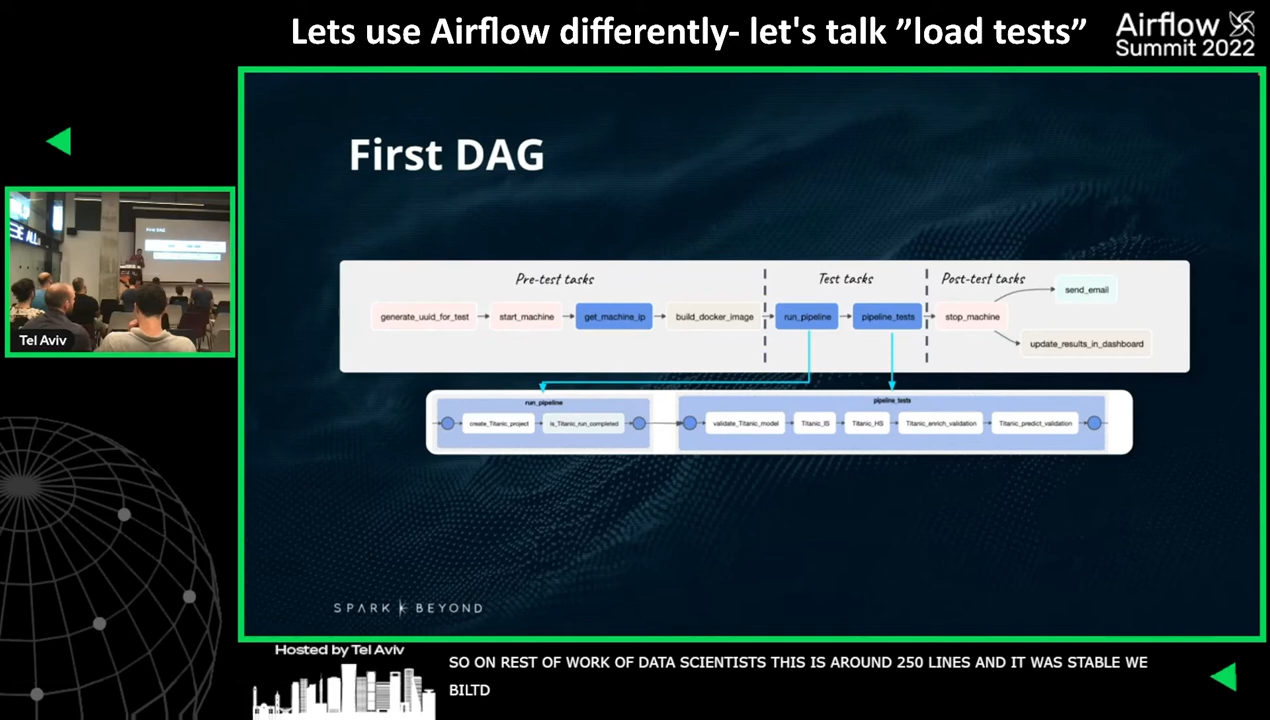 Lets use Airflow differently- let's talk ”load tests”
Airflow
Summit 2022
First DAG
Pre-test tasks
Test tasks
Post-test tasks
generate_uuid_for_test
start_machine
get_machine_ip
build_docker_image
run_pipeline
pipeline_tests
stop_machine
send_email
update_results_in_dashboard
run_pipeline
create_Titanic_project
is_Titanic_run_completed
pipeline_tests
validate_Titanic_model
Titanic_IS
Titanic_HS
Titanic_enrich_validation
Titanic_predict_validation
First DAG
Tel Aviv
SPARK BEYOND
Hosted by Tel Aviv
SO ON REST OF WORK OF DATA SCIENTISTS THIS IS AROUND 250 LINES AND IT WAS STABLE WE
BILTD